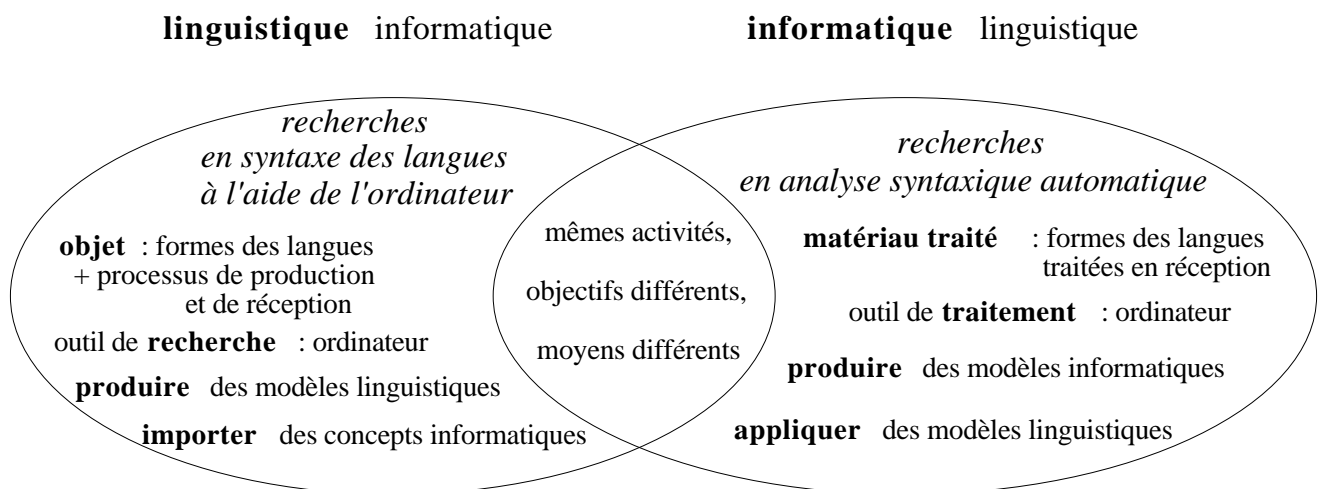 linguistique informatique
informatique linguistique
recherches
en syntaxe des langues
à l'aide de l'ordinateur
objet : formes des langues
+ processus de production
et de réception
outil de recherche : ordinateur
produire des modèles linguistiques
importer des concepts informatiques
mêmes activités,
objectifs différents,
moyens différents
recherches
en analyse syntaxique automatique
matériau traité : formes des langues
traitées en réception
outil de traitement : ordinateur
produire des modèles informatiques
appliquer des modèles linguistiques